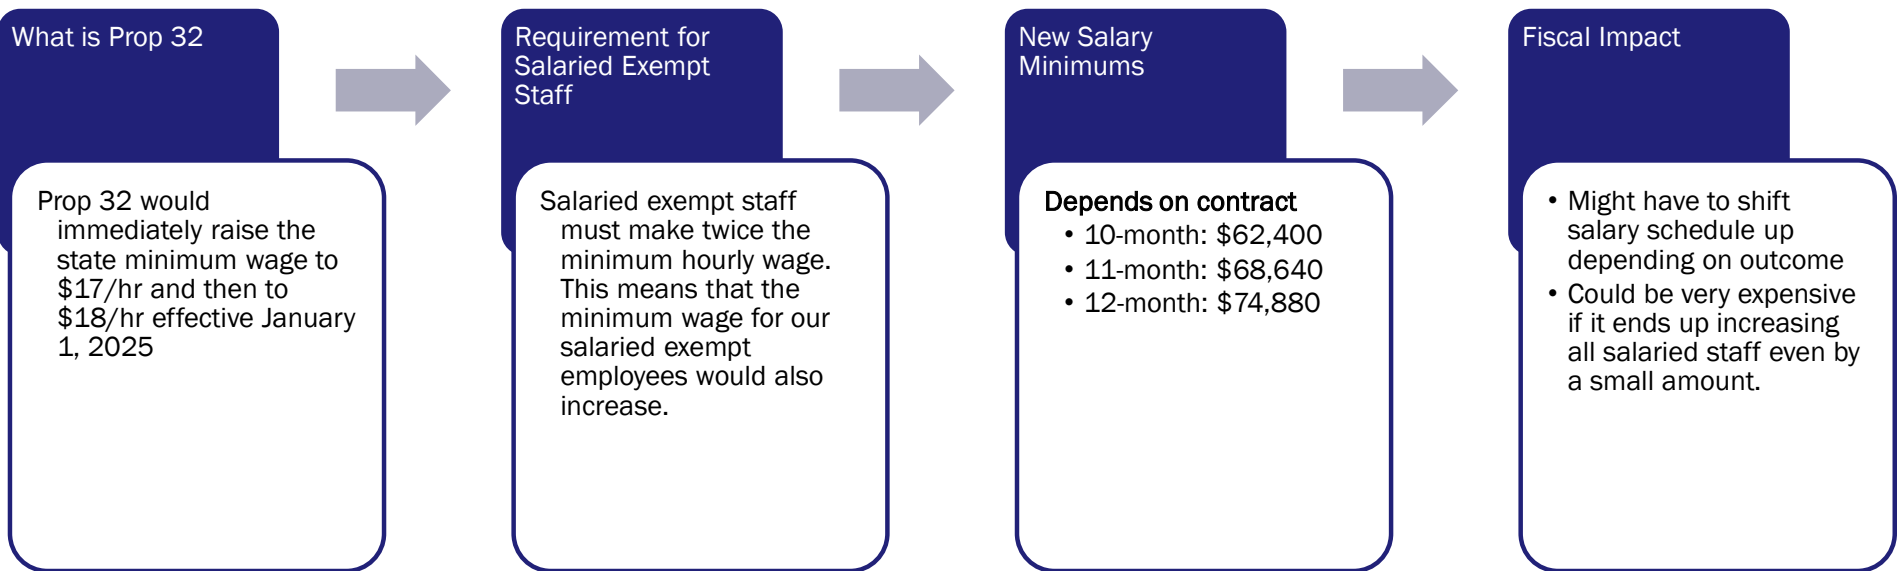 What is Prop 32
Prop 32 would
immediately raise the
state minimum wage to
$17/hr and then to
$18/hr effective January
1, 2025
Requirement for
Salaried Exempt
Staff
Salaried exempt staff
must make twice the
minimum hourly wage.
This means that the
minimum wage for our
salaried exempt
employees would also
increase.
New Salary
Minimums
Depends on contract
• 10-month: $62,400
• 11-month: $68,640
• 12-month: $74,880
Fiscal Impact
• Might have to shift
salary schedule up
depending on outcome
• Could be very expensive
if it ends up increasing
all salaried staff even by
a small amount.